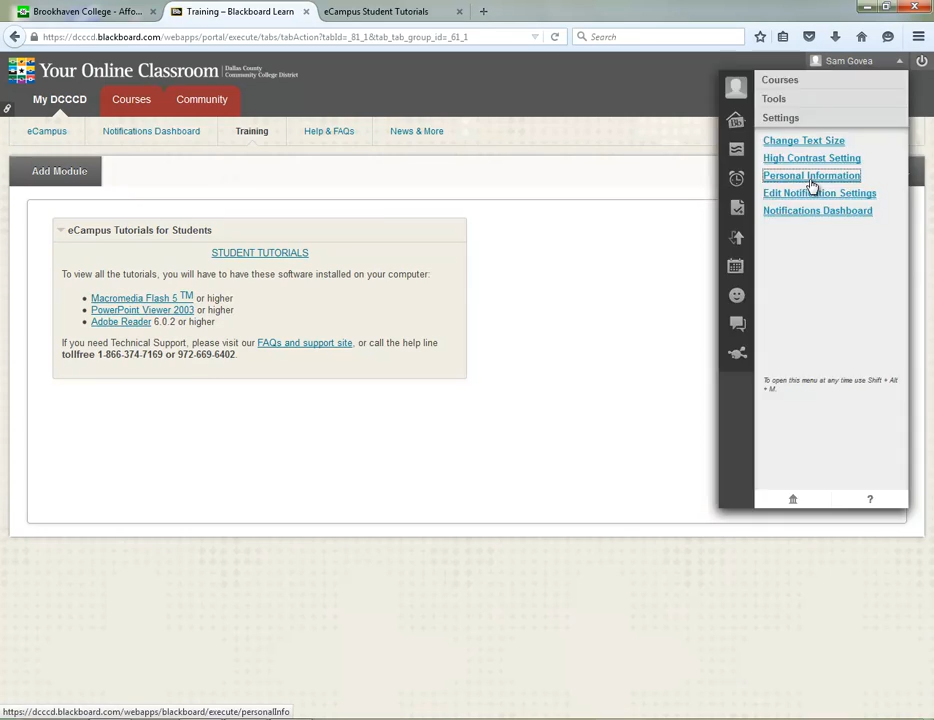 Brookhaven College - Affo...
Training – Blackboard Learn
eCampus Student Tutorials
https://dcccd.blackboard.com/webapps/portal/execute/tabs/tabAction?tabId=_81_1&tab_tab_group_id=_61_1
Search
Your Online Classroom
Dallas County
Community College District
Sam Govea
My DCCCD
Courses
Community
eCampus
Notifications Dashboard
Training
Help & FAQs
News & More
Add Module
eCampus Tutorials for Students
STUDENT TUTORIALS
To view all the tutorials, you will have to have these software installed on your computer:
Macromedia Flash 5 TM or higher
PowerPoint Viewer 2003 or higher
Adobe Reader 6.0.2 or higher
If you need Technical Support, please visit our FAQs and support site, or call the help line
tollfree 1-866-374-7169 or 972-669-6402.
Courses
Tools
Settings
Change Text Size
High Contrast Setting
Personal Information
Edit Notification Settings
Notifications Dashboard
To open this menu at any time use Shift + Alt
+ M.
?
https://dcccd.blackboard.com/webapps/blackboard/execute/personalInfo